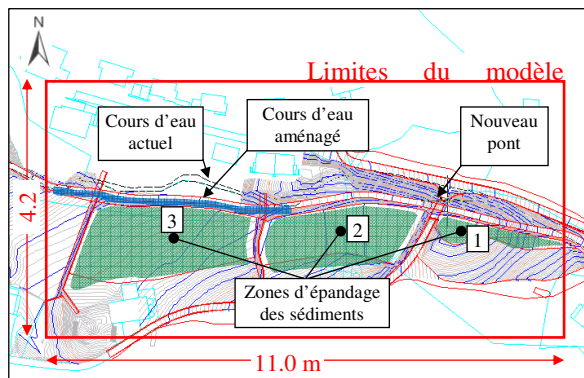 N
Limites du modèle
Cours d'eau
actuel
Cours d'eau
aménagé
Nouveau
pont
4.2
3
2
1
Zones d'épandage
des sédiments
11.0 m